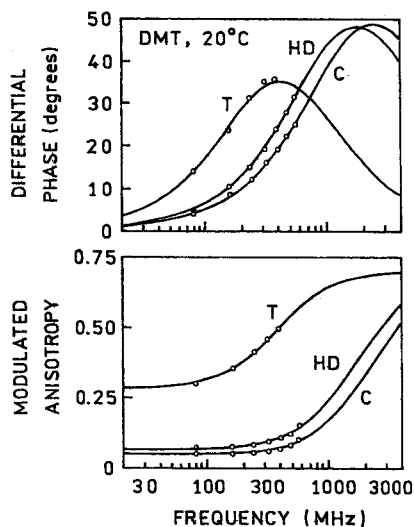 DIFFERENTIAL
PHASE (degrees)
50
40
30
20
10
0
DMT, 20°C
T
HD
C
MODULATED
ANISOTROPY
0.75
0.50
0.25
0
T
HD
C
30 100 300 1000
FREQUENCY (MHz)